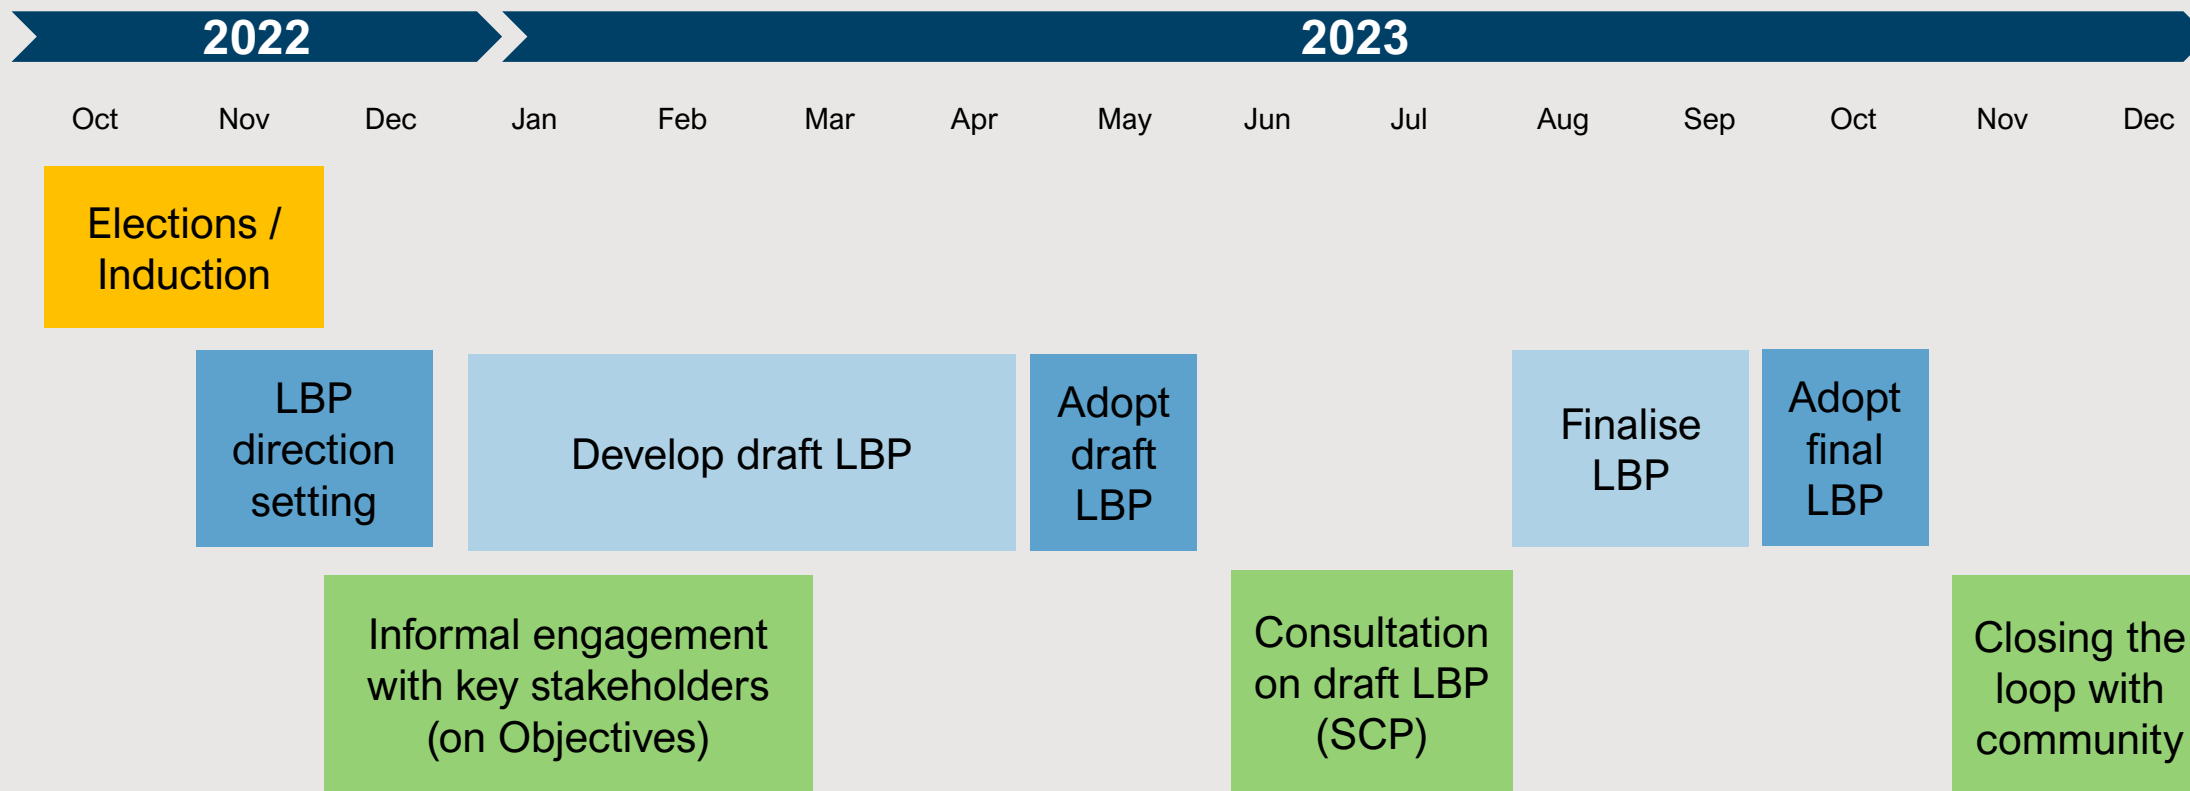 2022
2023
Oct Nov Dec Jan Feb Mar Apr May Jun Jul Aug Sep Oct Nov Dec
Elections /
Induction
LBP
direction
setting
Develop draft LBP
Adopt
draft
LBP
Finalise
LBP
Adopt
final
LBP
Informal engagement
with key stakeholders
(on Objectives)
Consultation
on draft LBP
(SCP)
Closing the
loop with
community